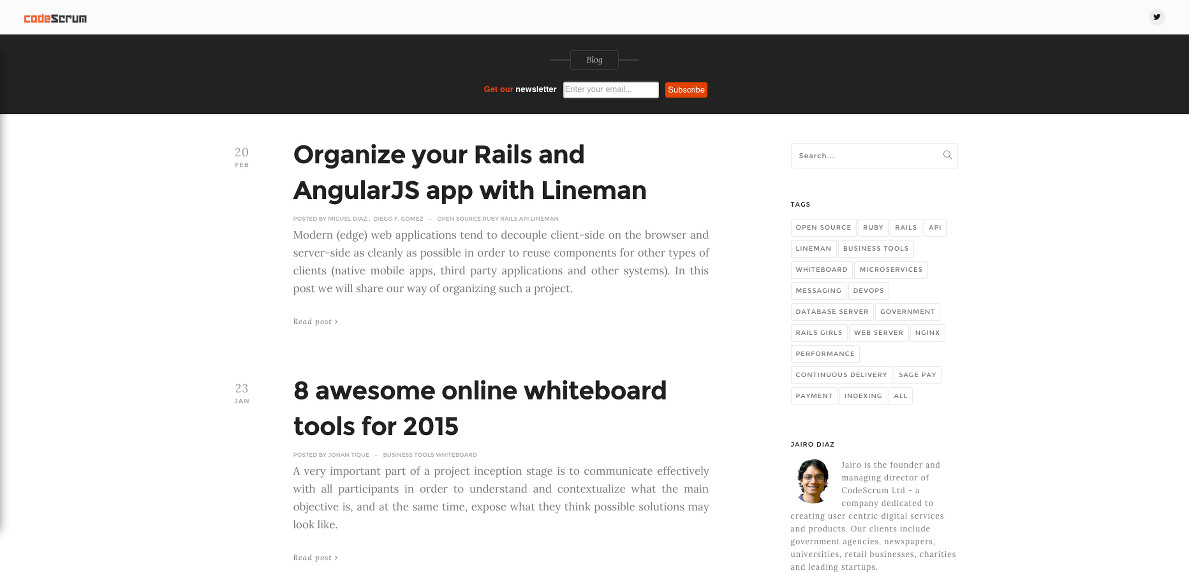 codeScrum
Blog
Get our newsletter Enter your email... Subscribe
20
FEB
Organize your Rails and
AngularJS app with Lineman
POSTED BY MIGUEL DIAZ , DIEGO F. GOMEZ – OPEN SOURCE RUBY RAILS API LINEMAN
Modern (edge) web applications tend to decouple client-side on the browser and
server-side as cleanly as possible in order to reuse components for other types of
clients (native mobile apps, third party applications and other systems). In this
post we will share our way of organizing such a project.
Read post >
23
JAN
8 awesome online whiteboard
tools for 2015
POSTED BY JOHAN TIQUE – BUSINESS TOOLS WHITEBOARD
A very important part of a project inception stage is to communicate effectively
with all participants in order to understand and contextualize what the main
objective is, and at the same time, expose what they think possible solutions may
look like.
Read post >
Search...
TAGS
OPEN SOURCE RUBY RAILS API
LINEMAN BUSINESS TOOLS
WHITEBOARD MICROSERVICES
MESSAGING DEVOPS
DATABASE SERVER GOVERNMENT
RAILS GIRLS WEB SERVER NGINX
PERFORMANCE
CONTINUOUS DELIVERY SAGE PAY
PAYMENT INDEXING ALL
JAIRO DIAZ
Jairo is the founder and
managing director of
CodeScrum Ltd – a
company dedicated to
creating user centric digital services
and products. Our clients include
government agencies, newspapers,
universities, retail businesses, charities
and leading startups.